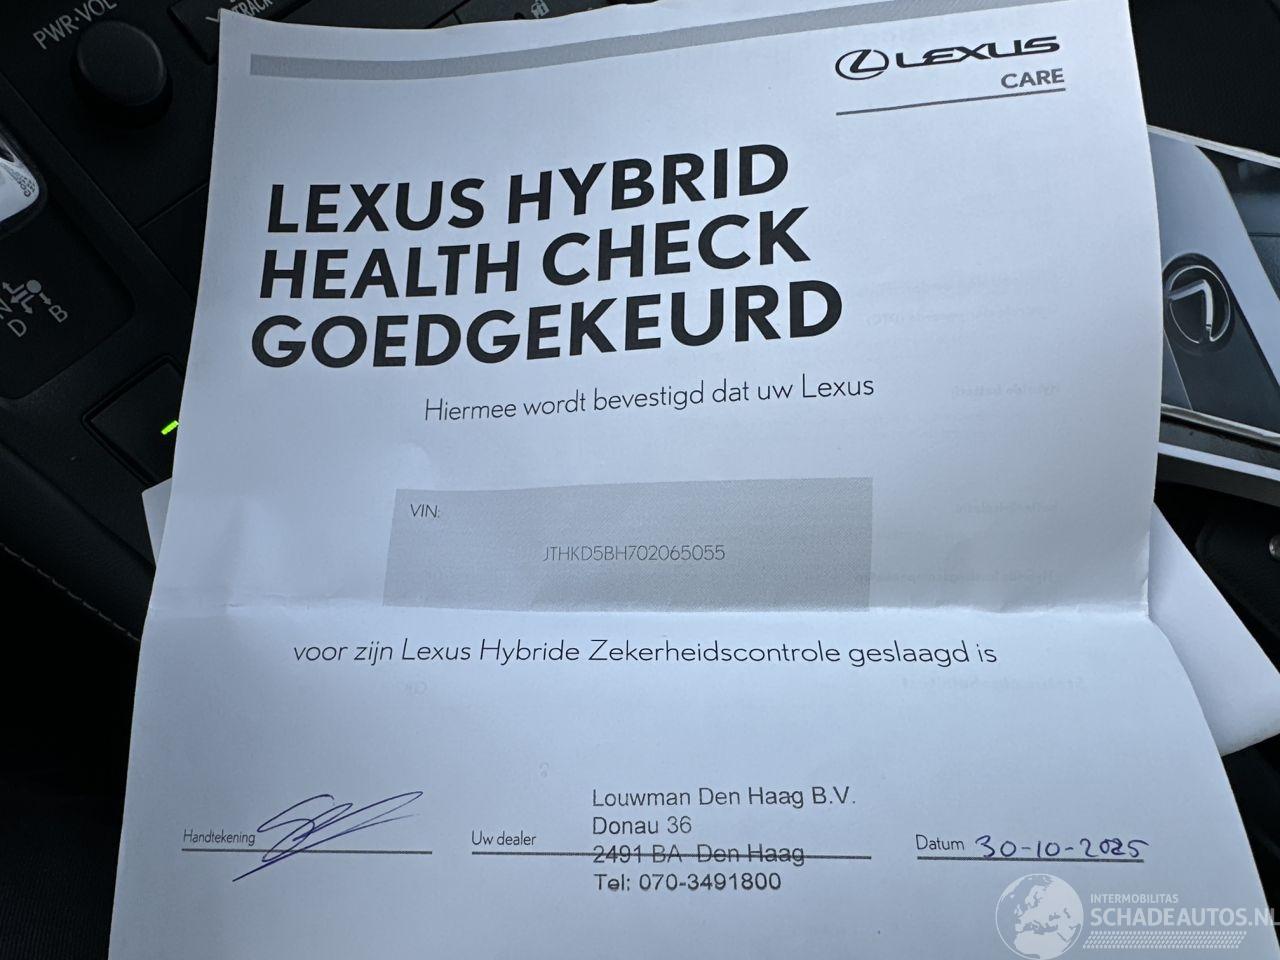 PWR·VOL
TRACK
LEXUS
CARE
LEXUS HYBRID
HEALTH CHECK
GOEDGEKEURD
Hiermee wordt bevestigd dat uw Lexus
VIN:
JTHKD5BH702065055
voor zijn Lexus Hybride Zekerheidscontrole geslaagd is
Louwman Den Haag B.V.
Donau 36
2491 BA Den Haag
Tel: 070-3491800
Handtekening
Uw dealer
Datum 30-10-2025
N
D
B
INTERMOBILITAS
SCHADEAUTOS.NL